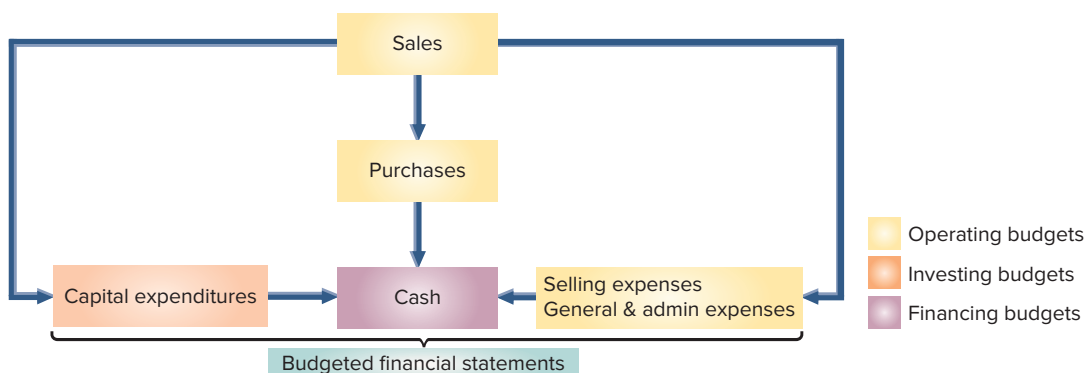 Sales
Purchases
Capital expenditures
Cash
Selling expenses
General & admin expenses
Operating budgets
Investing budgets
Financing budgets
Budgeted financial statements